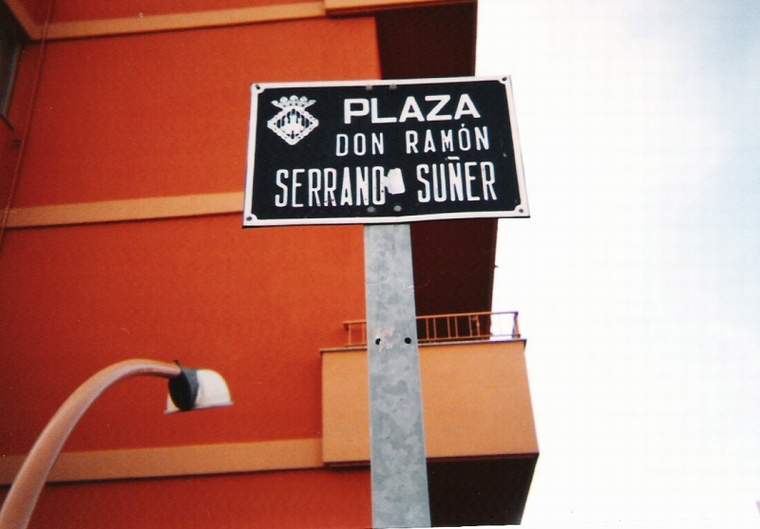 PLAZA
DON RAMÓN
SERRANO SUÑER